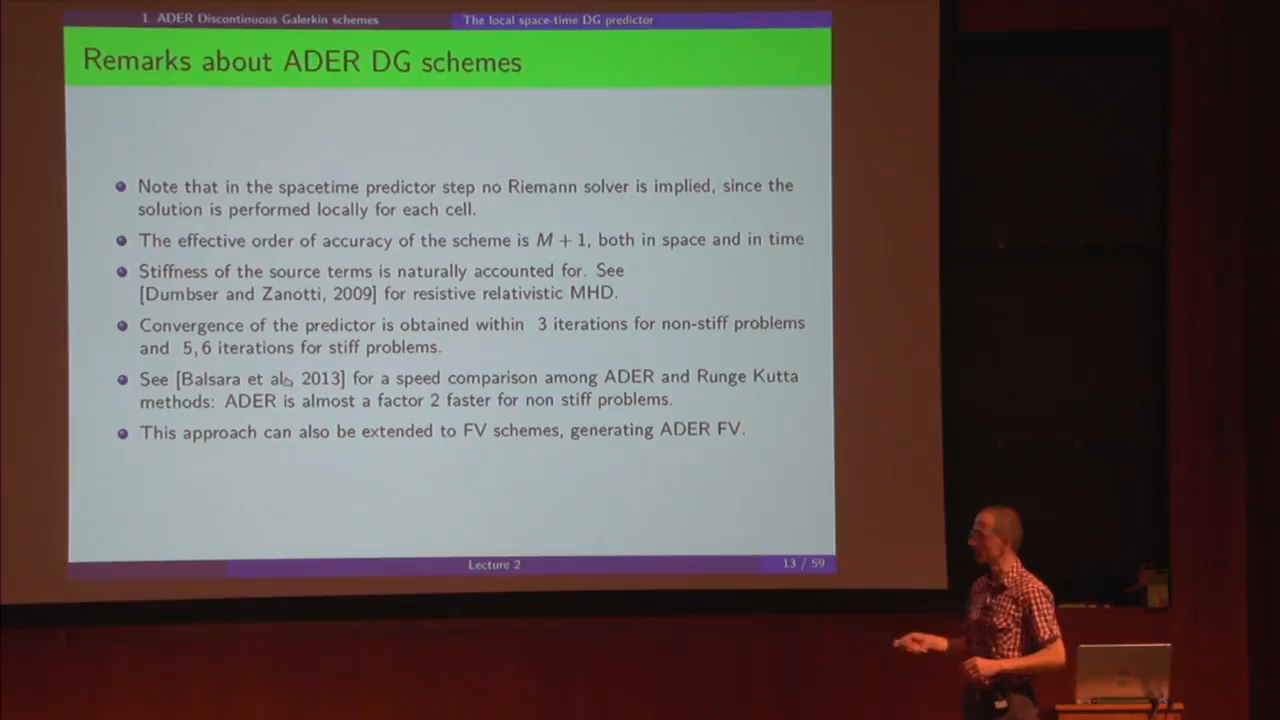 1. ADER Discontinuous Galerkin schemes The local space-time DG predictor
Remarks about ADER DG schemes
Note that in the spacetime predictor step no Riemann solver is implied, since the
solution is performed locally for each cell.
The effective order of accuracy of the scheme is M + 1, both in space and in time
Stiffness of the source terms is naturally accounted for. See
[Dumbser and Zanotti, 2009] for resistive relativistic MHD.
Convergence of the predictor is obtained within 3 iterations for non-stiff problems
and 5, 6 iterations for stiff problems.
See [Balsara et al., 2013] for a speed comparison among ADER and Runge Kutta
methods: ADER is almost a factor 2 faster for non stiff problems.
This approach can also be extended to FV schemes, generating ADER FV.
Lecture 2 13 / 59